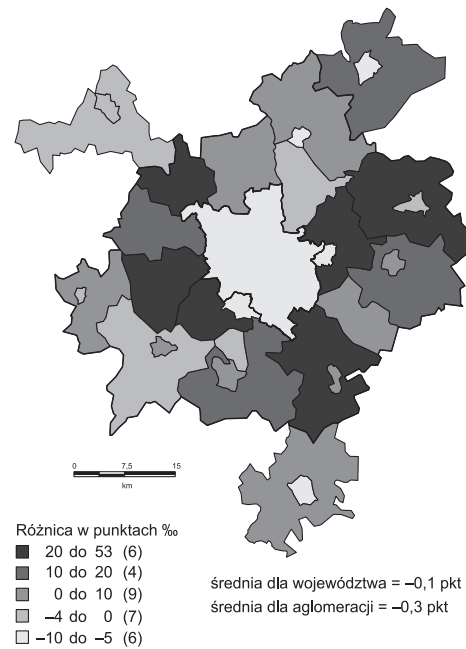 0 7,5 15
km
Różnica w punktach ‰
20 do 53 (6)
10 do 20 (4)
0 do 10 (9)
–4 do 0 (7)
–10 do –5 (6)
średnia dla województwa = –0,1 pkt
średnia dla aglomeracji = –0,3 pkt